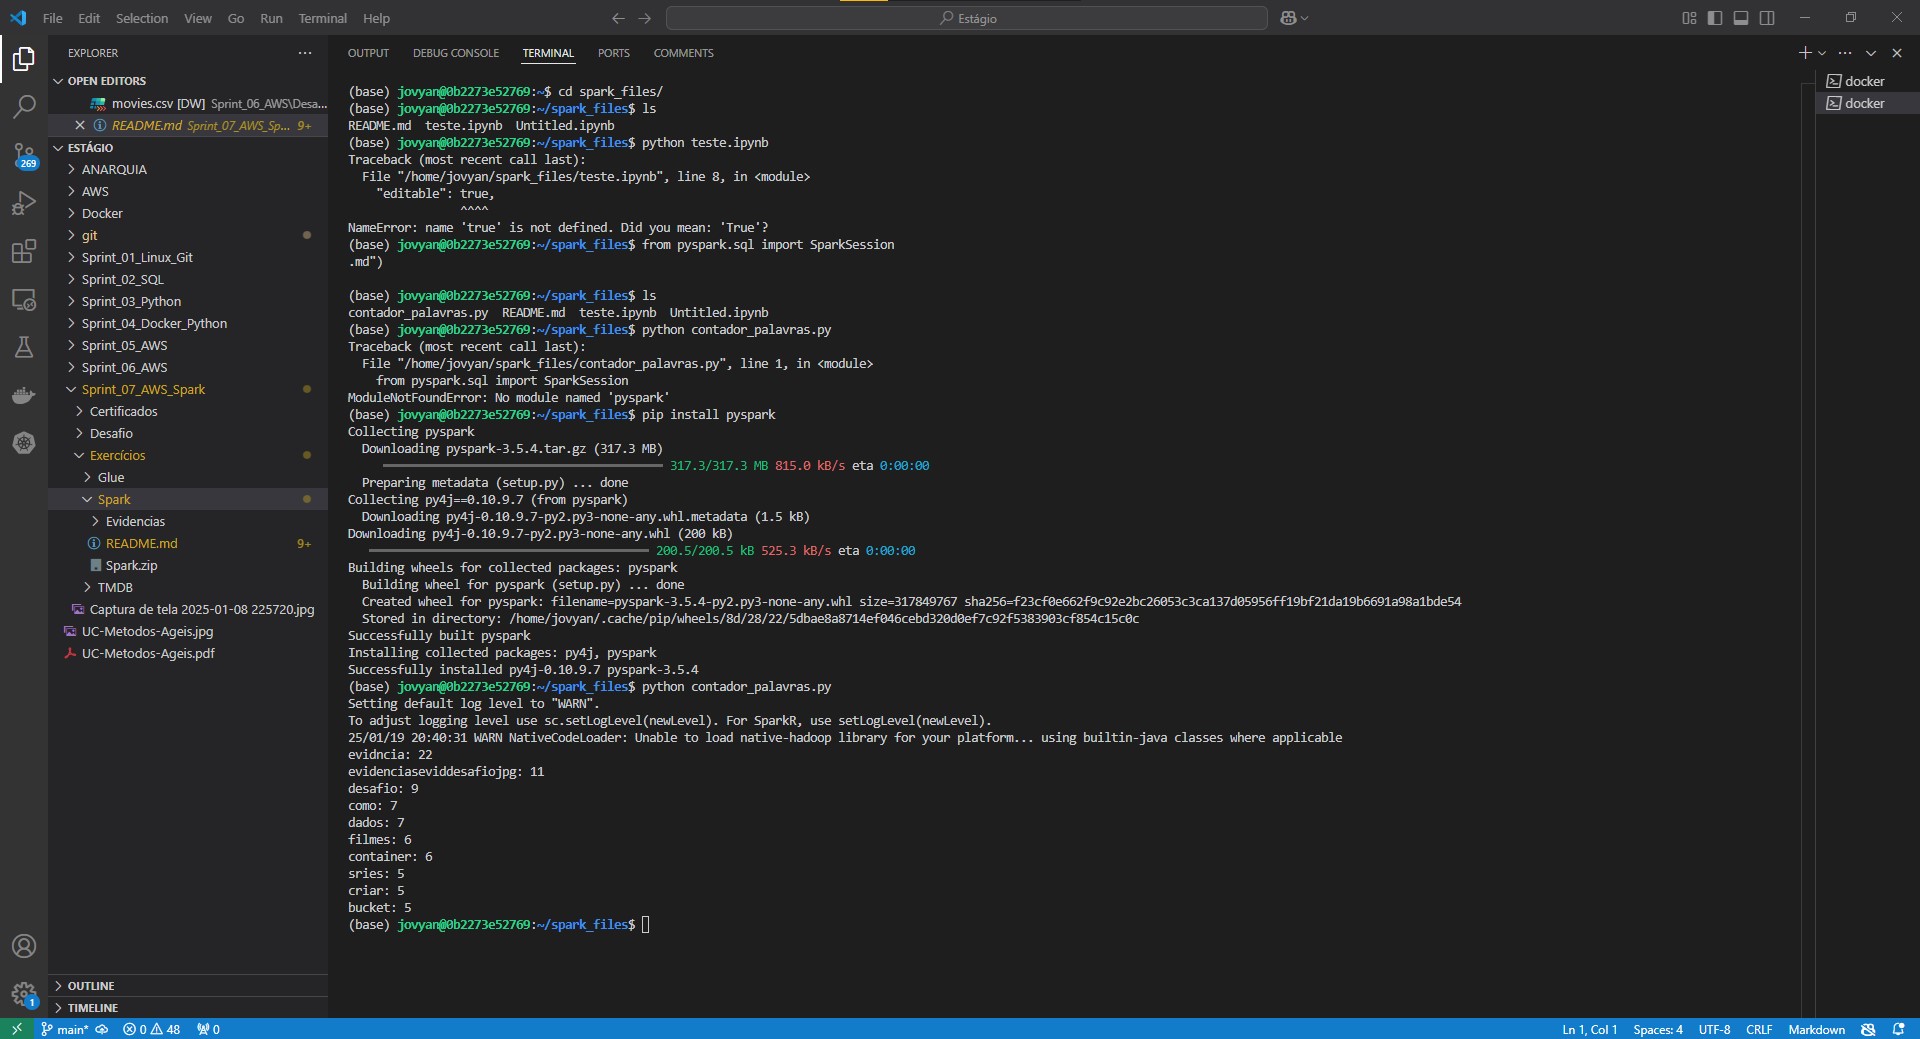 File Edit Selection View Go Run Terminal Help
Estágio
EXPLORER
OPEN EDITORS
movies.csv [DW] Sprint_06_AWS\Desa...
README.md Sprint_07_AWS_Sp... 9+
ESTÁGIO
ANARQUIA
AWS
Docker
git
Sprint_01_Linux_Git
Sprint_02_SQL
Sprint_03_Python
Sprint_04_Docker_Python
Sprint_05_AWS
Sprint_06_AWS
Sprint_07_AWS_Spark
Certificados
Desafio
Exercícios
Glue
Spark
Evidencias
README.md 9+
Spark.zip
TMDB
Captura de tela 2025-01-08 225720.jpg
UC-Metodos-Ageis.jpg
UC-Metodos-Ageis.pdf
OUTLINE
TIMELINE
269
1
OUTPUT DEBUG CONSOLE TERMINAL PORTS COMMENTS
(base) jovyan@0b2273e52769:~$ cd spark_files/
(base) jovyan@0b2273e52769:~/spark_files$ ls
README.md teste.ipynb Untitled.ipynb
(base) jovyan@0b2273e52769:~/spark_files$ python teste.ipynb
Traceback (most recent call last):
File "/home/jovyan/spark_files/teste.ipynb", line 8, in <module>
"editable": true,
^^^^
NameError: name 'true' is not defined. Did you mean: 'True'?
(base) jovyan@0b2273e52769:~/spark_files$ from pyspark.sql import SparkSession
.md")
(base) jovyan@0b2273e52769:~/spark_files$ ls
contador_palavras.py README.md teste.ipynb Untitled.ipynb
(base) jovyan@0b2273e52769:~/spark_files$ python contador_palavras.py
Traceback (most recent call last):
File "/home/jovyan/spark_files/contador_palavras.py", line 1, in <module>
from pyspark.sql import SparkSession
ModuleNotFoundError: No module named 'pyspark'
(base) jovyan@0b2273e52769:~/spark_files$ pip install pyspark
Collecting pyspark
Downloading pyspark-3.5.4.tar.gz (317.3 MB)
317.3/317.3 MB 815.0 kB/s eta 0:00:00
Preparing metadata (setup.py) ... done
Collecting py4j==0.10.9.7 (from pyspark)
Downloading py4j-0.10.9.7-py2.py3-none-any.whl.metadata (1.5 kB)
Downloading py4j-0.10.9.7-py2.py3-none-any.whl (200 kB)
200.5/200.5 kB 525.3 kB/s eta 0:00:00
Building wheels for collected packages: pyspark
Building wheel for pyspark (setup.py) ... done
Created wheel for pyspark: filename=pyspark-3.5.4-py2.py3-none-any.whl size=317849767 sha256=f23cf0e662f9c92e2bc26053c3ca137d05956ff19bf21da19b6691a98a1bde54
Stored in directory: /home/jovyan/.cache/pip/wheels/8d/28/22/5dbae8a8714ef046cebd320d0ef7c92f5383903cf854c15c0c
Successfully built pyspark
Installing collected packages: py4j, pyspark
Successfully installed py4j-0.10.9.7 pyspark-3.5.4
(base) jovyan@0b2273e52769:~/spark_files$ python contador_palavras.py
Setting default log level to "WARN".
To adjust logging level use sc.setLogLevel(newLevel). For SparkR, use setLogLevel(newLevel).
25/01/19 20:40:31 WARN NativeCodeLoader: Unable to load native-hadoop library for your platform... using builtin-java classes where applicable
evidncia: 22
evidenciaseviddesafiojpg: 11
desafio: 9
como: 7
dados: 7
filmes: 6
container: 6
sries: 5
criar: 5
bucket: 5
(base) jovyan@0b2273e52769:~/spark_files$
docker
docker
main* 0 48 0
Ln 1, Col 1 Spaces: 4 UTF-8 CRLF Markdown